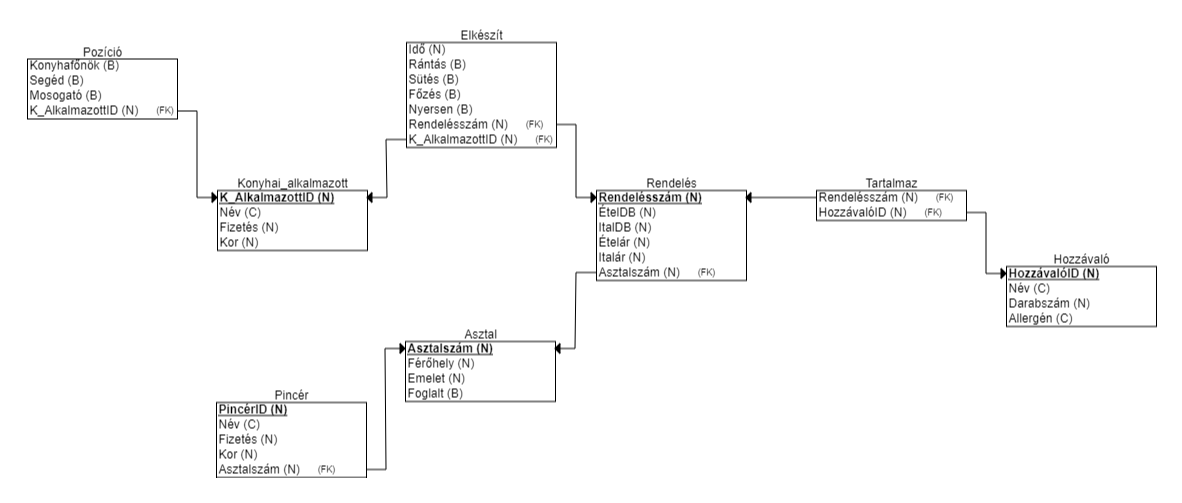 Pozíció
Konyhafőnök (B)
Segéd (B)
Mosogató (B)
K_AlkalmazottID (N) (FK)
Elkészít
Idő (N)
Rántás (B)
Sütés (B)
Főzés (B)
Nyersen (B)
Rendelésszám (N) (FK)
K_AlkalmazottID (N) (FK)
Konyhai_alkalmazott
K_AlkalmazottID (N)
Név (C)
Fizetés (N)
Kor (N)
Rendelés
Rendelésszám (N)
ÉtelDB (N)
ItalDB (N)
Ételár (N)
Italár (N)
Asztalszám (N) (FK)
Tartalmaz
Rendelésszám (N) (FK)
HozzávalóID (N) (FK)
Hozzávaló
HozzávalóID (N)
Név (C)
Darabszám (N)
Allergén (C)
Asztal
Asztalszám (N)
Férőhely (N)
Emelet (N)
Foglalt (B)
Pincér
PincérID (N)
Név (C)
Fizetés (N)
Kor (N)
Asztalszám (N) (FK)